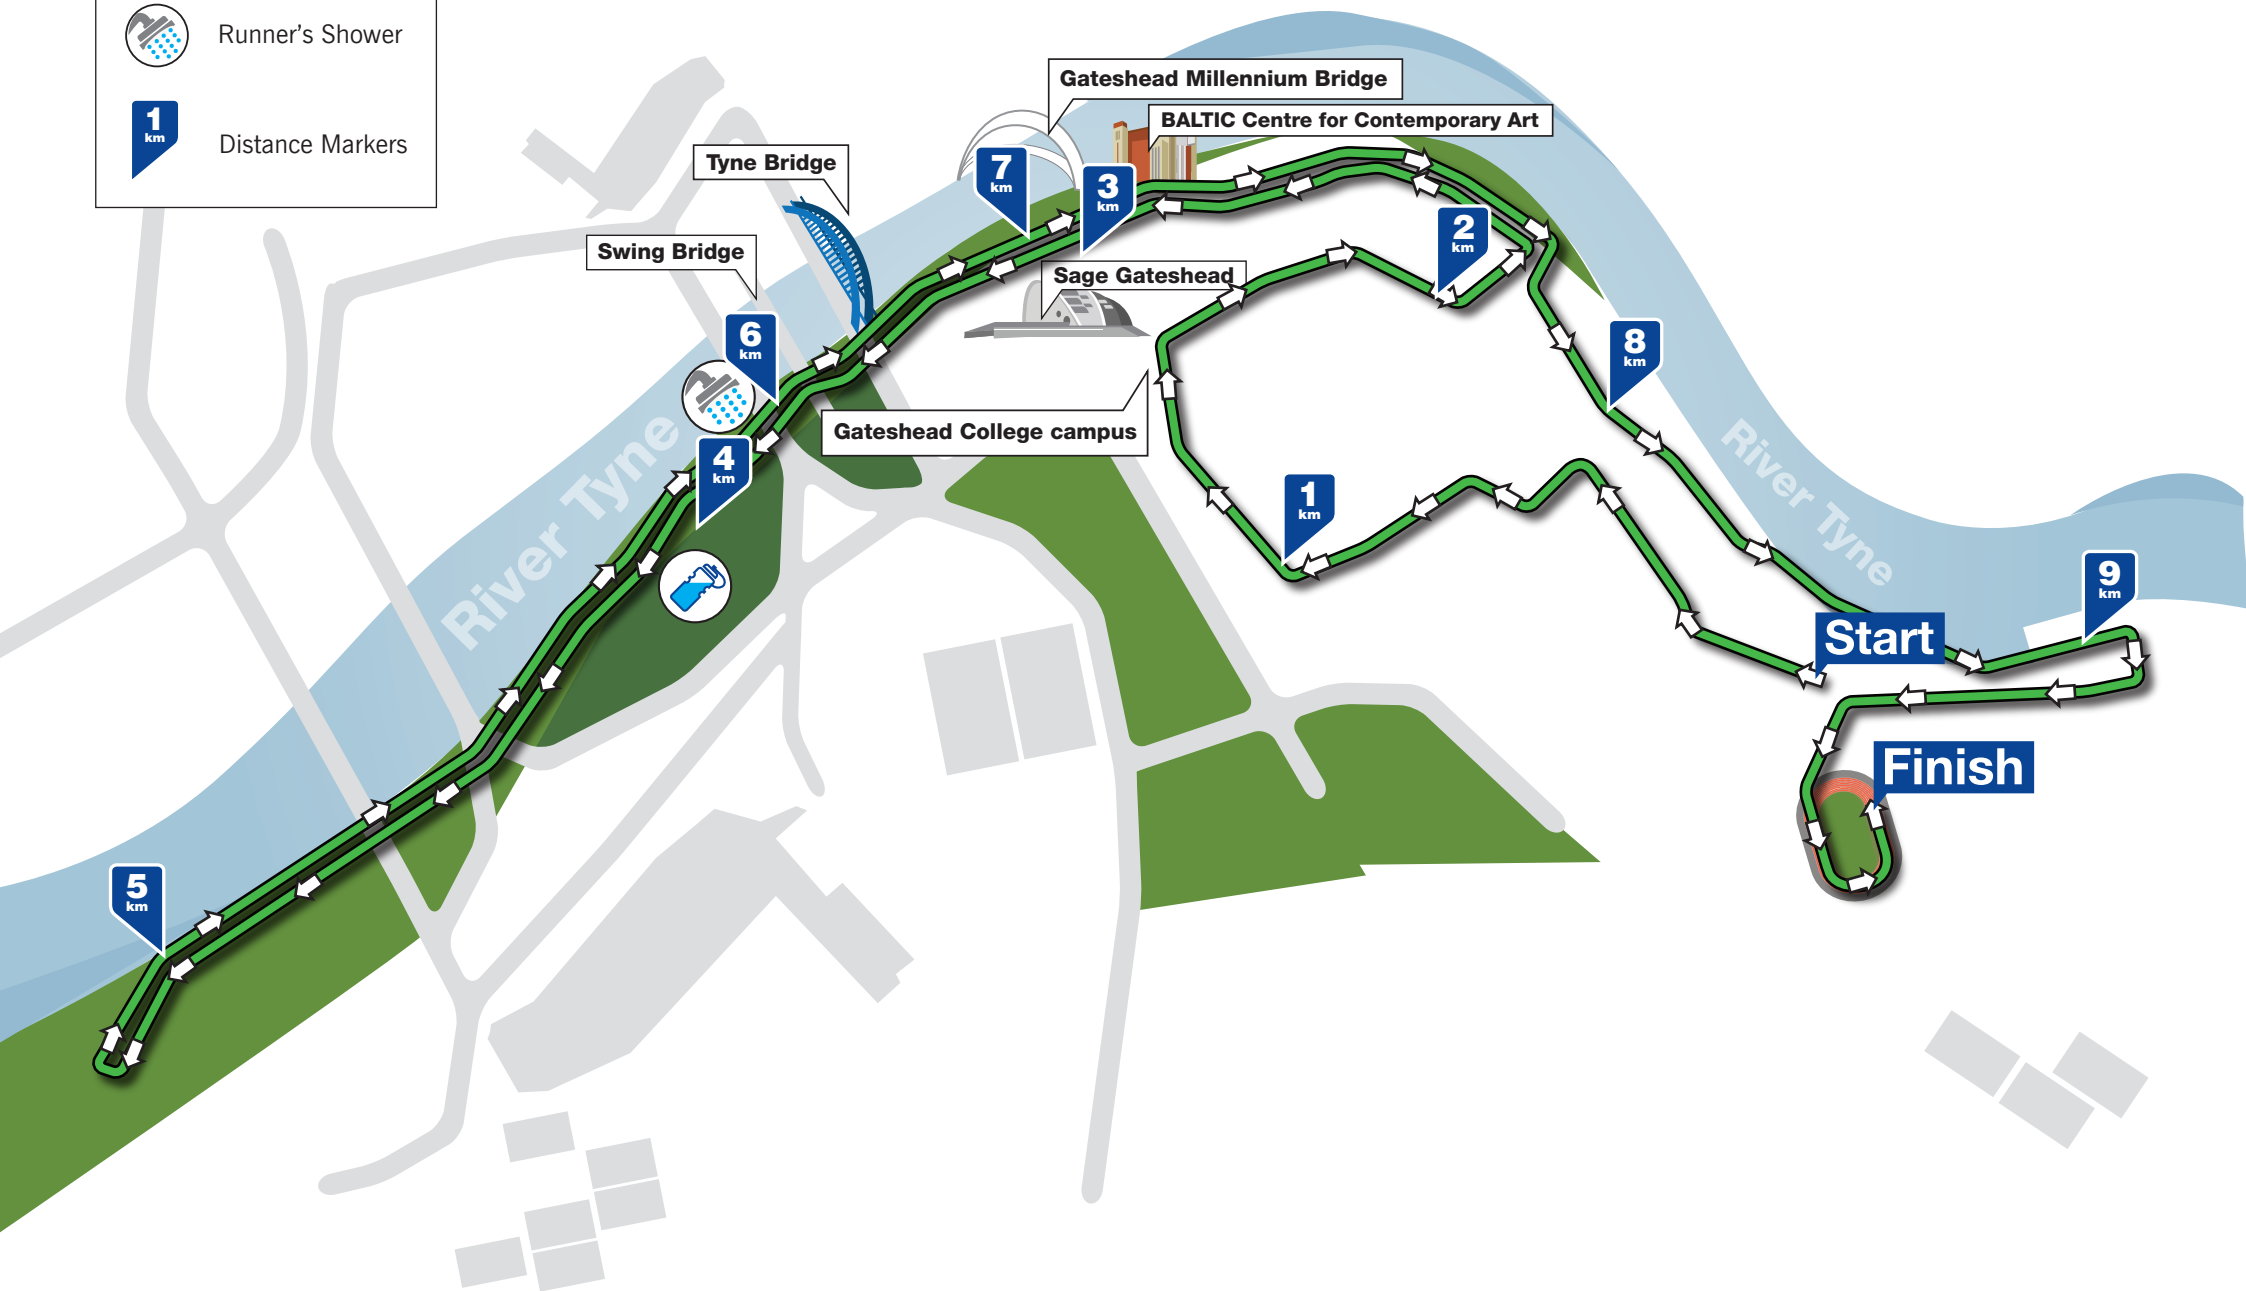 Runner’s Shower
1
km
Distance Markers
Gateshead Millennium Bridge
BALTIC Centre for Contemporary Art
Tyne Bridge
7
km
3
km
2
km
Swing Bridge
Sage Gateshead
6
km
8
km
River Tyne
Gateshead College campus
4
km
1
km
River Tyne
9
km
Start
Finish
5
km